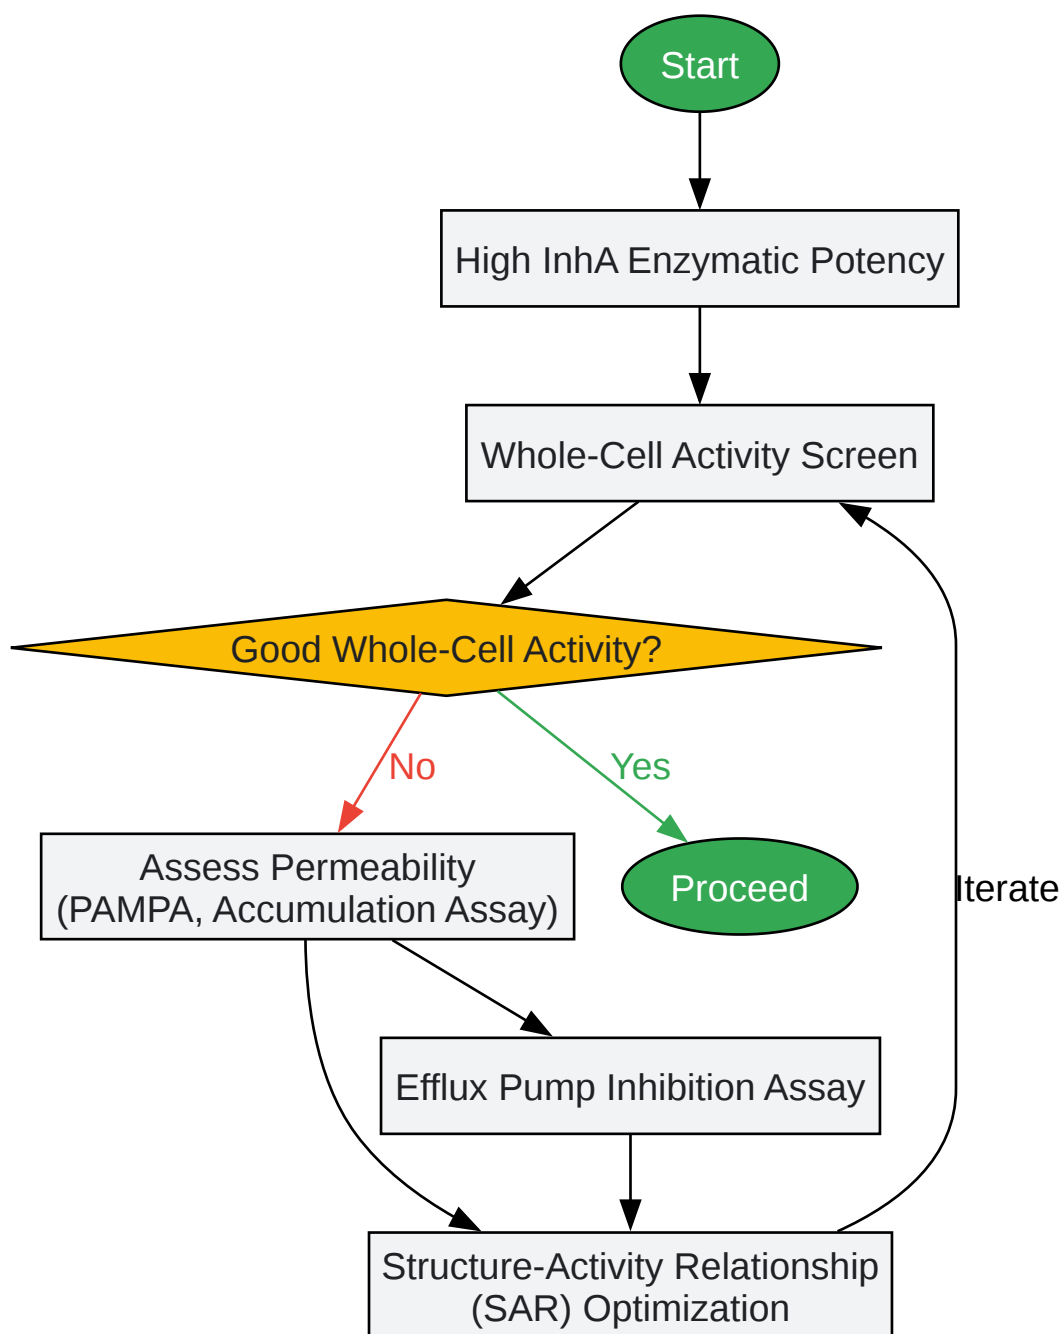 Start
High InhA Enzymatic Potency
Whole-Cell Activity Screen
Good Whole-Cell Activity?
No
Yes
Assess Permeability
(PAMPA, Accumulation Assay)
Proceed
Iterate
Efflux Pump Inhibition Assay
Structure-Activity Relationship
(SAR) Optimization